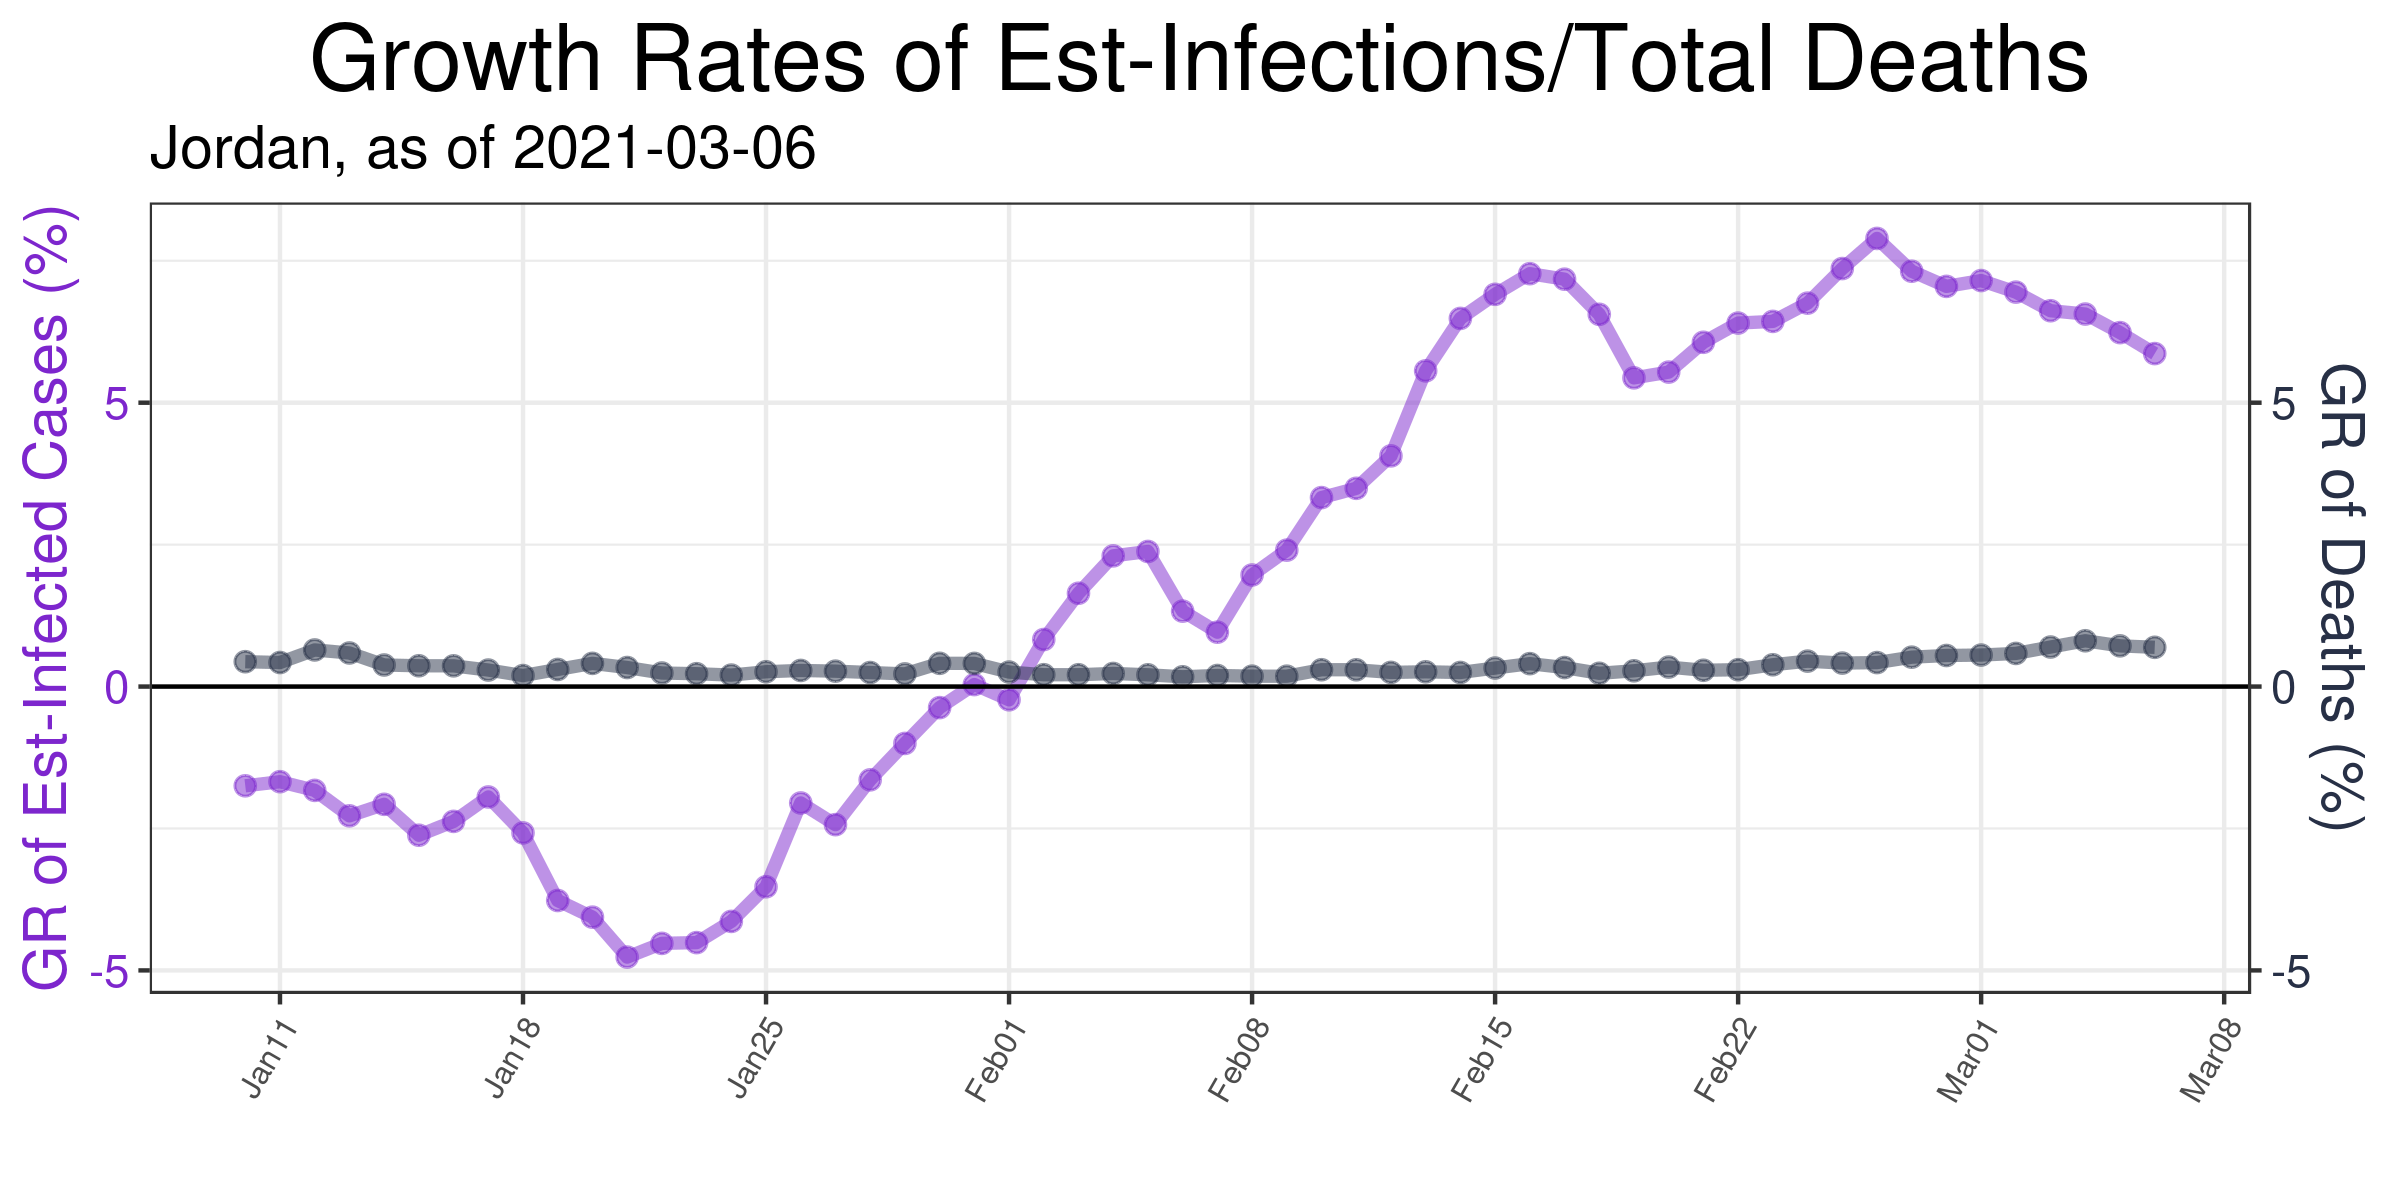 Growth Rates of Est-Infections/Total Deaths
Jordan, as of 2021-03-06
GR of Est-Infected Cases (%)
5
0
-5
5
0
-5
GR of Deaths (%)
Jan11
Jan18
Jan25
Feb01
Feb08
Feb15
Feb22
Mar01
Mar08